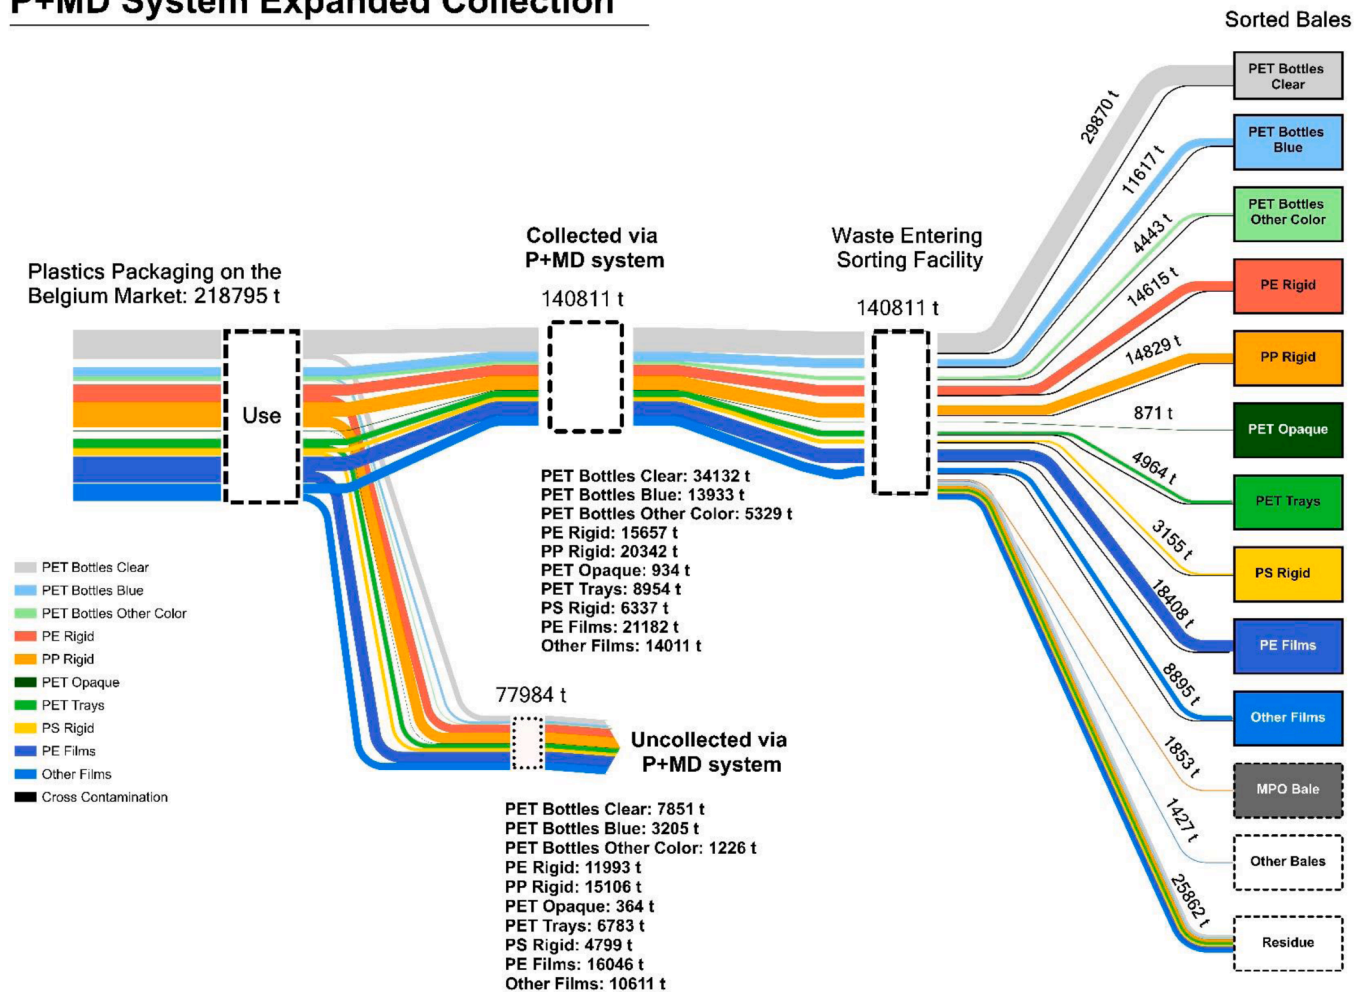 P+MD System Expanded Collection
Sorted Bales
PET Bottles
Clear
29870 t
PET Bottles
Blue
11617 t
PET Bottles
Other Color
4443 t
Collected via
P+MD system
140811 t
Waste Entering
Sorting Facility
140811 t
Plastics Packaging on the
Belgium Market: 218795 t
Use
PE Rigid
14615 t
PP Rigid
14829 t
PET Opaque
871 t
PET Trays
4964 t
PS Rigid
3155 t
PE Films
18408 t
Other Films
8895 t
MPO Bale
1853 t
Other Bales
1427 t
Residue
25862 t
PET Bottles Clear: 34132 t
PET Bottles Blue: 13933 t
PET Bottles Other Color: 5329 t
PE Rigid: 15657 t
PP Rigid: 20342 t
PET Opaque: 934 t
PET Trays: 8954 t
PS Rigid: 6337 t
PE Films: 21182 t
Other Films: 14011 t
PET Bottles Clear
PET Bottles Blue
PET Bottles Other Color
PE Rigid
PP Rigid
PET Opaque
PET Trays
PS Rigid
PE Films
Other Films
Cross Contamination
77984 t
Uncollected via
P+MD system
PET Bottles Clear: 7851 t
PET Bottles Blue: 3205 t
PET Bottles Other Color: 1226 t
PE Rigid: 11993 t
PP Rigid: 15106 t
PET Opaque: 364 t
PET Trays: 6783 t
PS Rigid: 4799 t
PE Films: 16046 t
Other Films: 10611 t